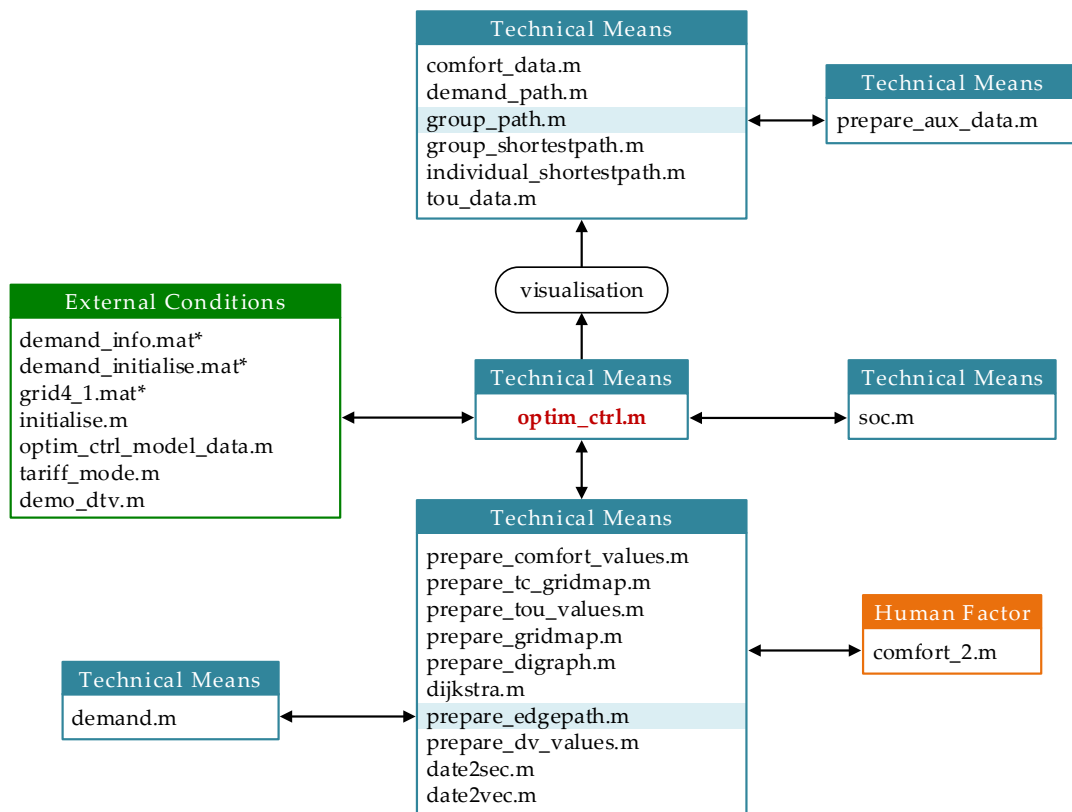 Technical Means
comfort_data.m
demand_path.m
group_path.m
group_shortestpath.m
individual_shortestpath.m
tou_data.m
Technical Means
prepare_aux_data.m
visualisation
External Conditions
demand_info.mat*
demand_initialise.mat*
grid4_1.mat*
initialise.m
optim_ctrl_model_data.m
tariff_mode.m
demo_dtv.m
Technical Means
optim_ctrl.m
Technical Means
soc.m
Technical Means
prepare_comfort_values.m
prepare_tc_gridmap.m
prepare_tou_values.m
prepare_gridmap.m
prepare_digraph.m
dijkstra.m
prepare_edgepath.m
prepare_dv_values.m
date2sec.m
date2vec.m
Human Factor
comfort_2.m
Technical Means
demand.m